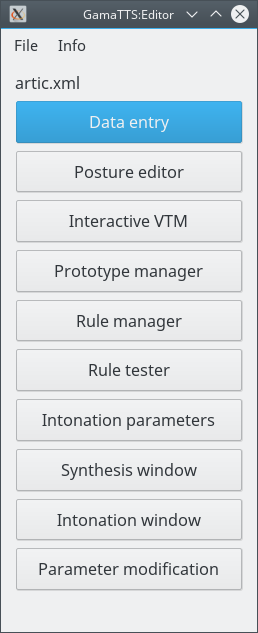 GamaTTS:Editor
File Info
artic.xml
Data entry
Posture editor
Interactive VTM
Prototype manager
Rule manager
Rule tester
Intonation parameters
Synthesis window
Intonation window
Parameter modification